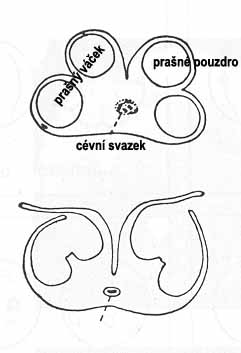 prašný váček
prašné pouzdro
cévní svazek